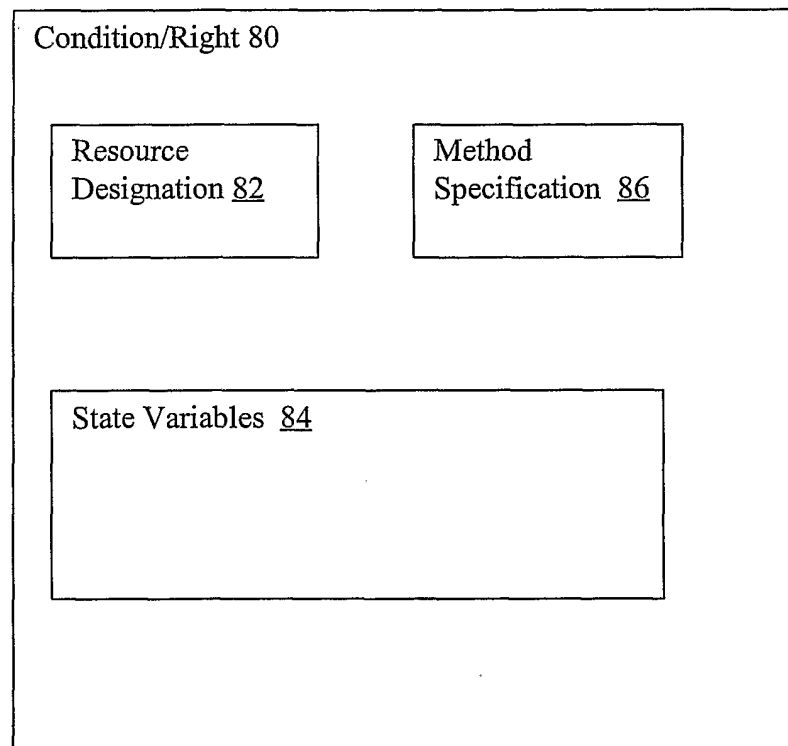 Condition/Right 80
Resource
Designation 82
Method
Specification 86
State Variables 84